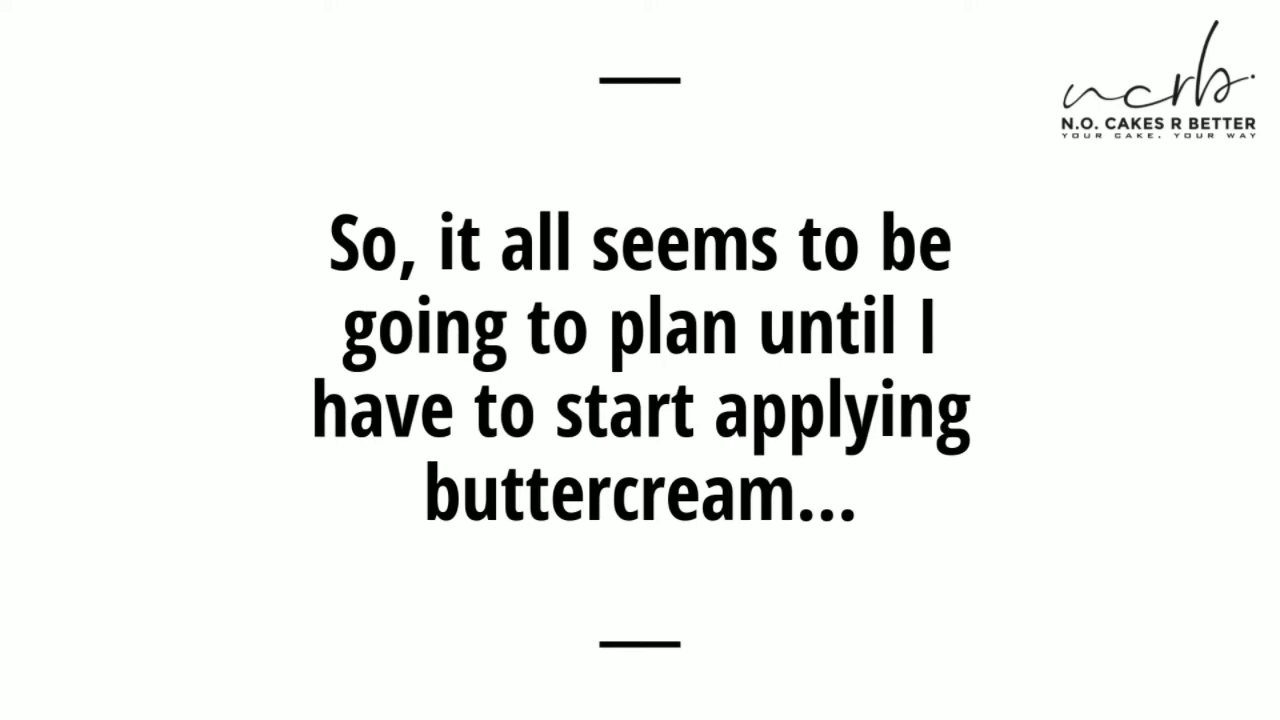 ncrb.
N.O. CAKES R BETTER
YOUR CAKE, YOUR WAY
So, it all seems to be
going to plan until I
have to start applying
buttercream...